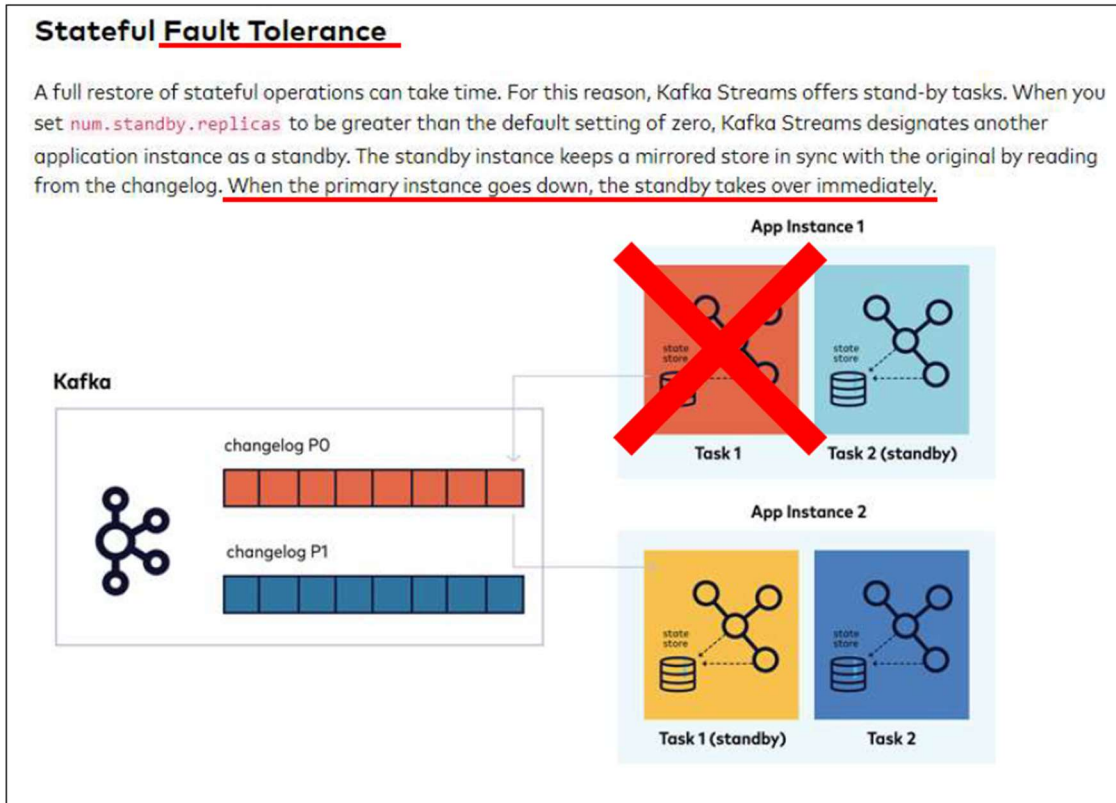 Stateful Fault Tolerance
A full restore of stateful operations can take time. For this reason, Kafka Streams offers stand-by tasks. When you
set num.standby.replicas to be greater than the default setting of zero, Kafka Streams designates another
application instance as a standby. The standby instance keeps a mirrored store in sync with the original by reading
from the changelog. When the primary instance goes down, the standby takes over immediately.
App Instance 1
state
store
state
store
Task 1
Task 2 (standby)
Kafka
changelog P0
changelog P1
App Instance 2
state
store
state
store
Task 1 (standby)
Task 2